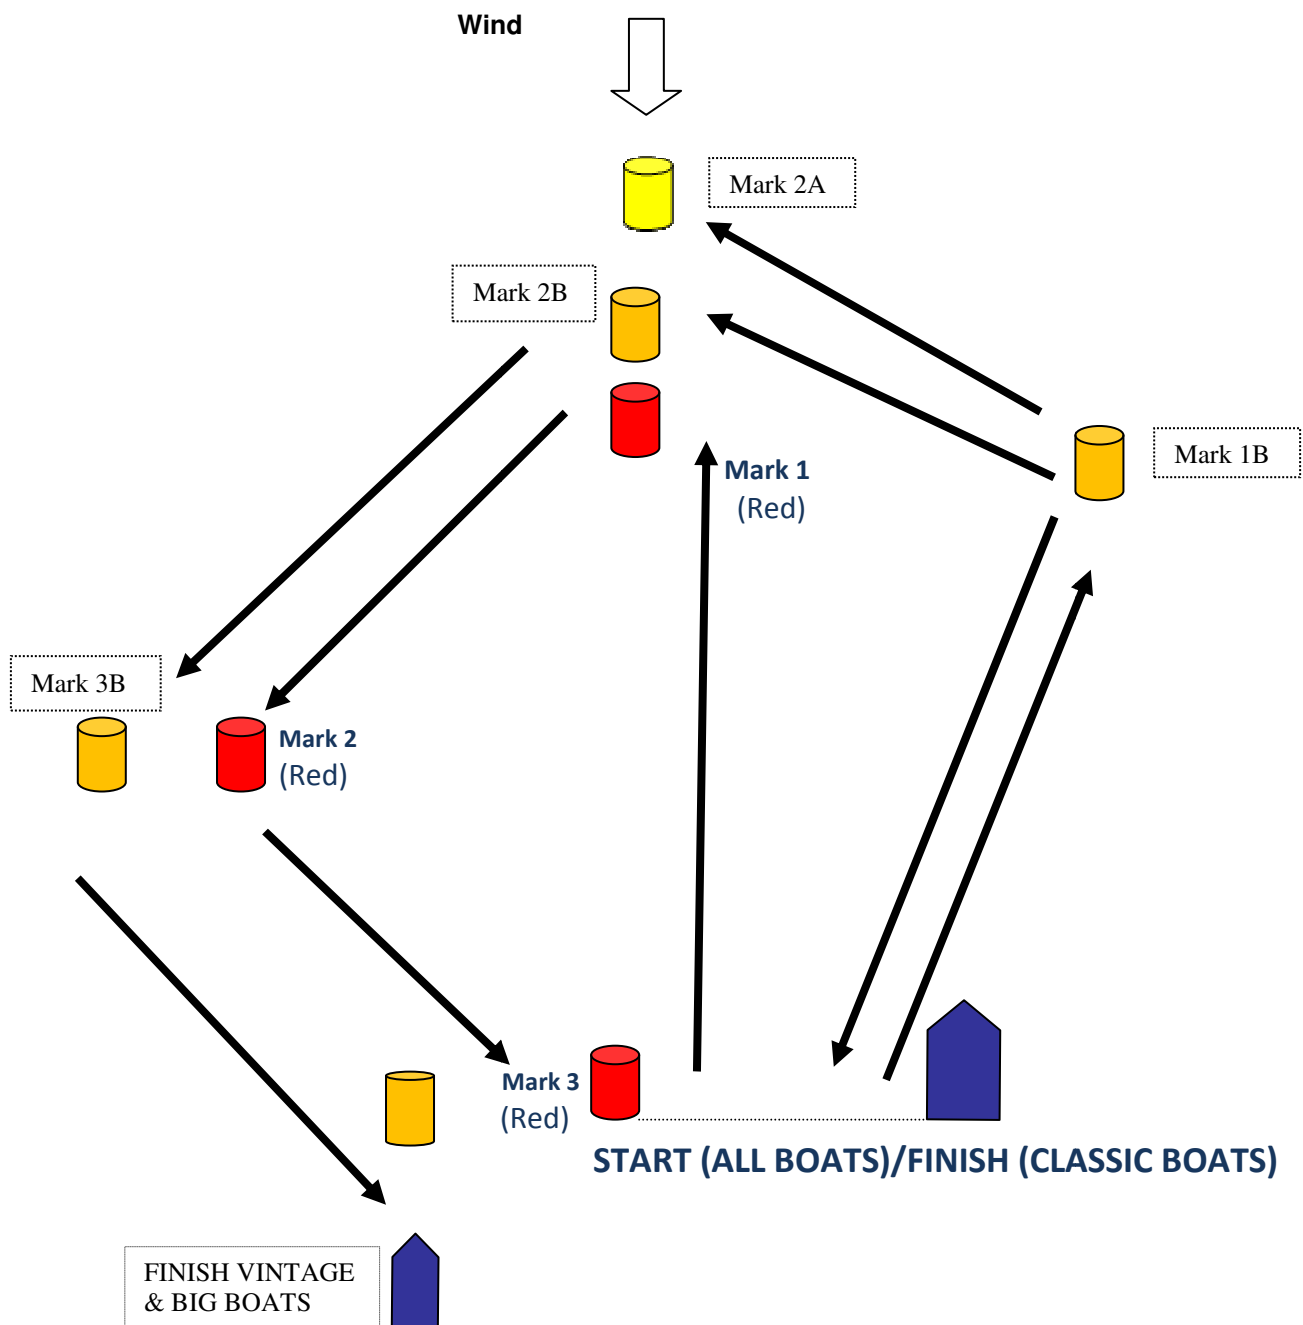 Wind
Mark 2A
Mark 2B
Mark 1B
Mark 1
(Red)
Mark 3B
Mark 2
(Red)
Mark 3
(Red)
START (ALL BOATS)/FINISH (CLASSIC BOATS)
FINISH VINTAGE
& BIG BOATS